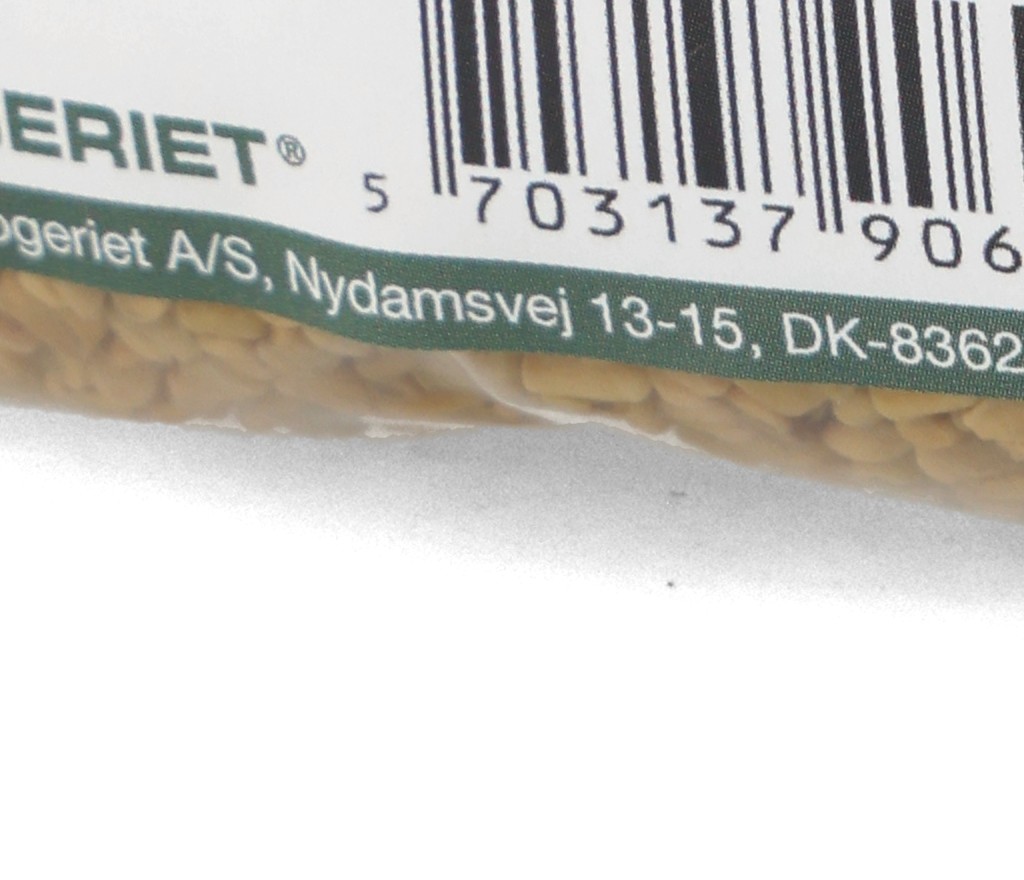 ERIET®
5 703137 906
ogeriet A/S, Nydamsvej 13-15, DK-8362